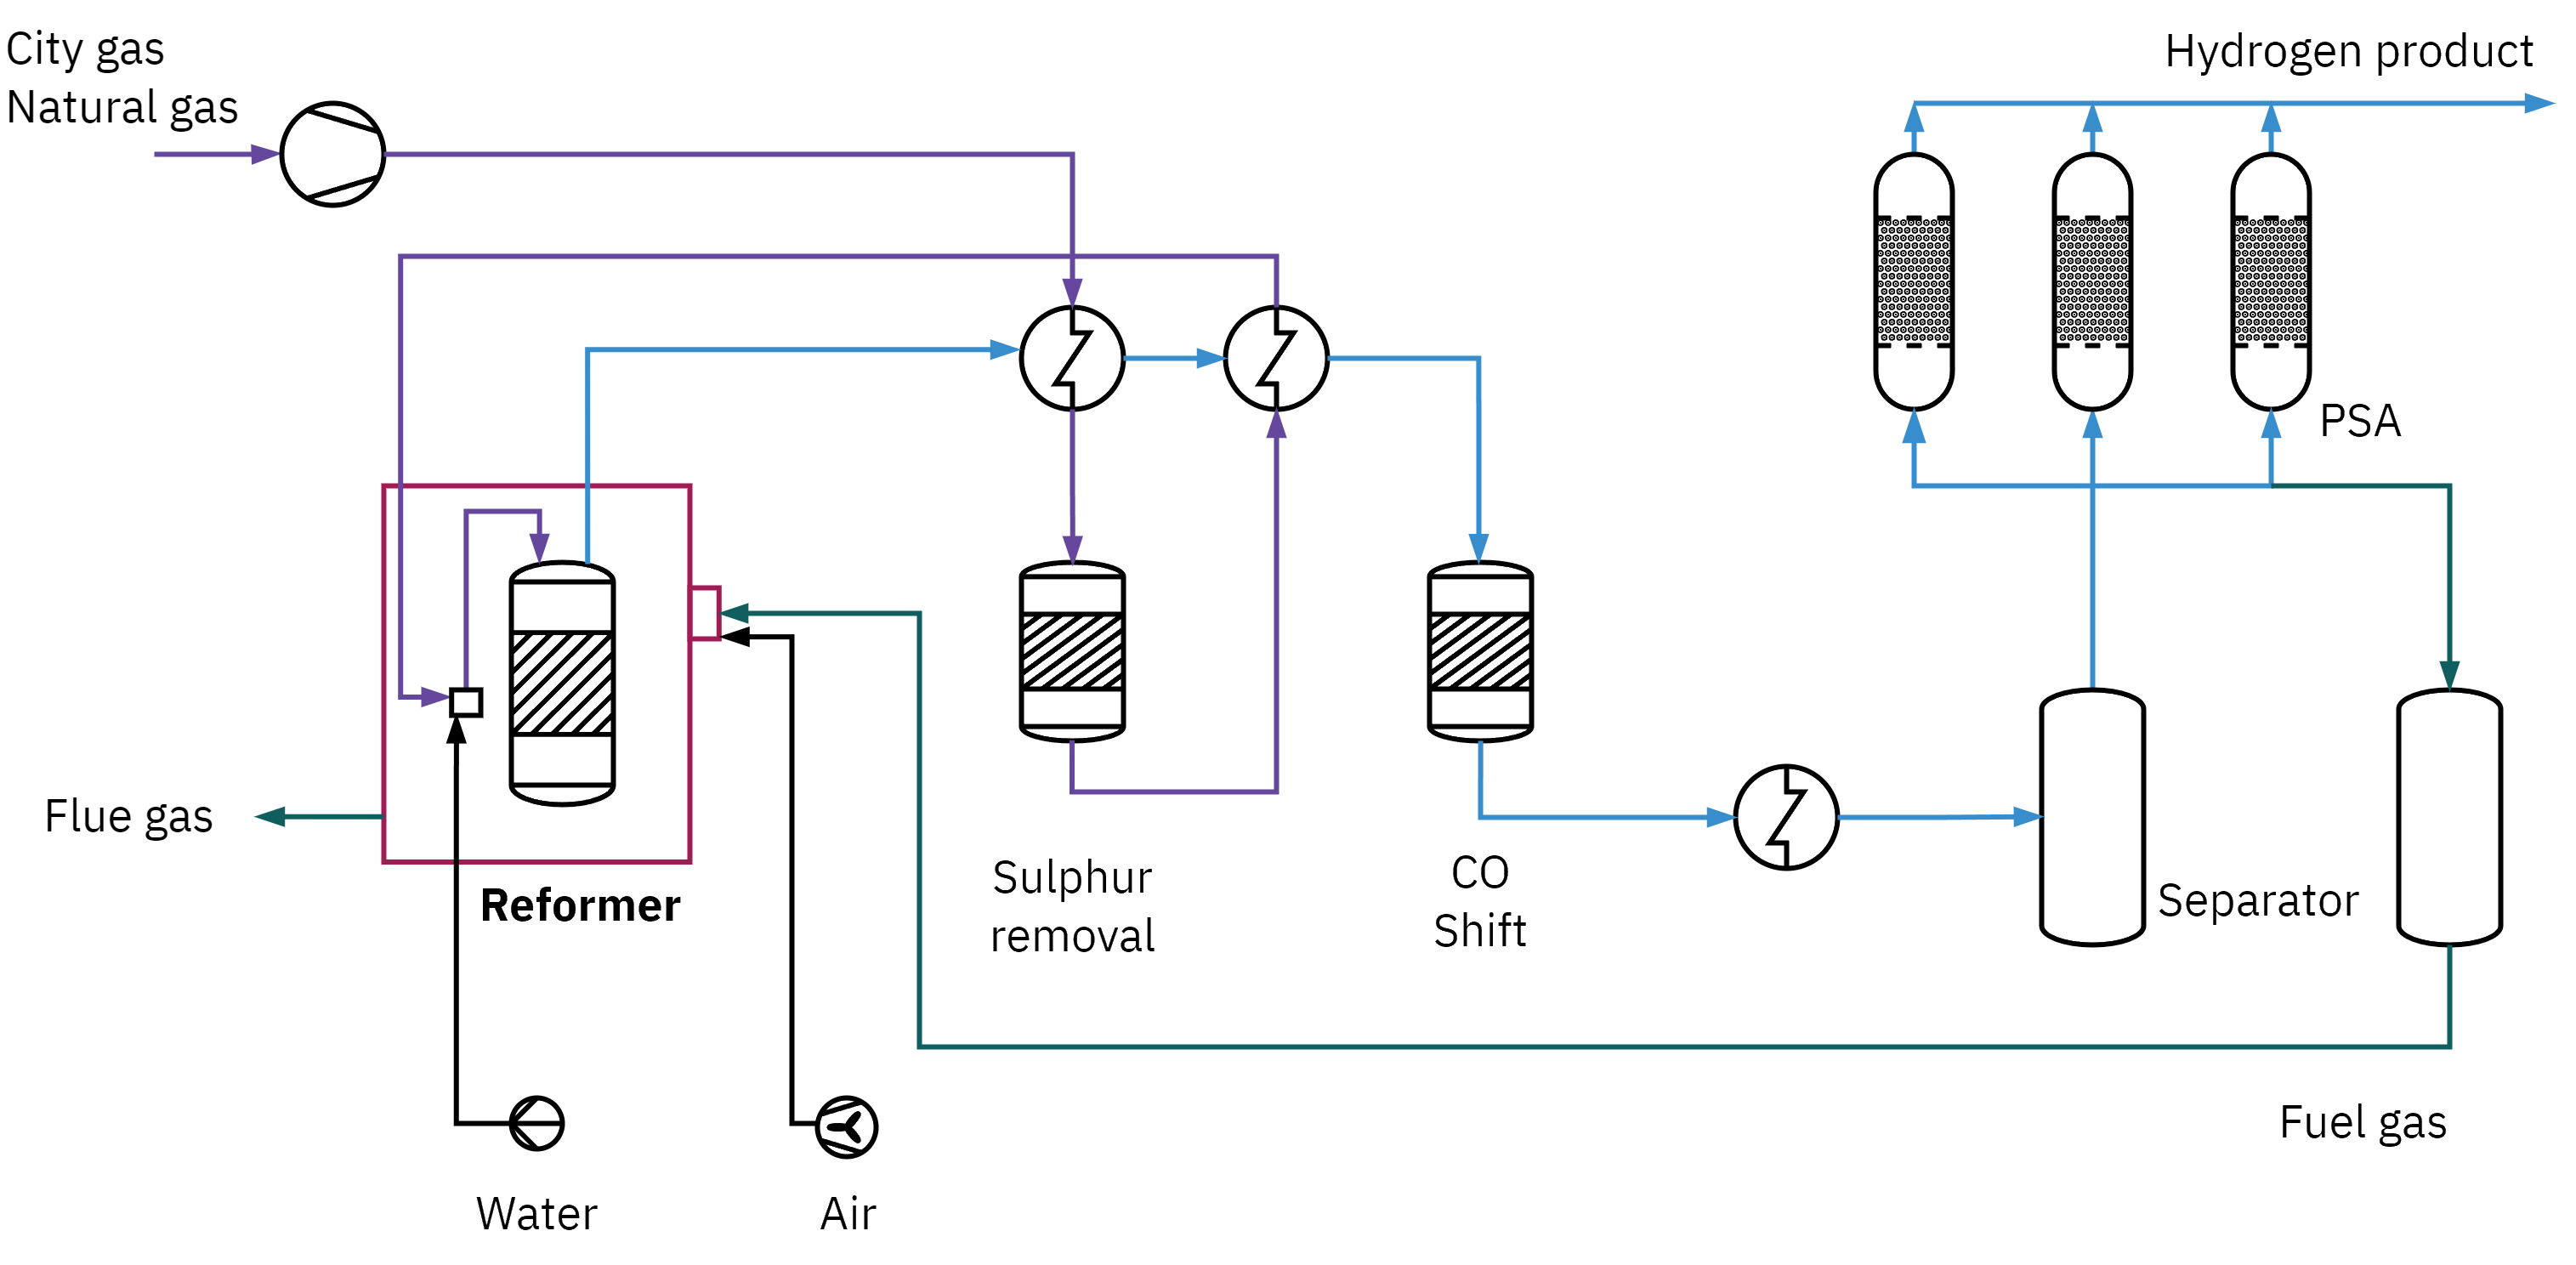 City gas
Natural gas
Hydrogen product
PSA
Flue gas
Reformer
Sulphur
removal
CO
Shift
Separator
Fuel gas
Water
Air